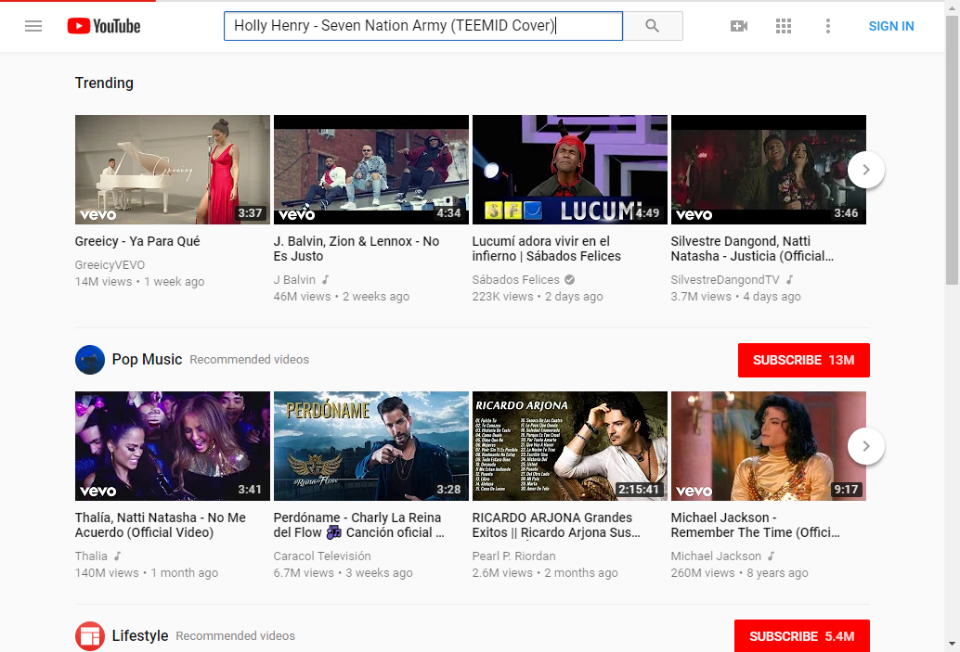 YouTube
Holly Henry - Seven Nation Army (TEEMID Cover)
SIGN IN
Trending
Greeicy
vevo 3:37
vevo 4:34
SFC LUCUMÍ 4:49
vevo 3:46
Greeicy - Ya Para Qué
GreeicyVEVO
14M views • 1 week ago
J. Balvin, Zion & Lennox - No
Es Justo
J Balvin
46M views • 2 weeks ago
Lucumí adora vivir en el
infierno | Sábados Felices
Sábados Felices
223K views • 2 days ago
Silvestre Dangond, Natti
Natasha - Justicia (Official...
SilvestreDangondTV
3.7M views • 4 days ago
Pop Music Recommended videos
SUBSCRIBE 13M
vevo 3:41
PERDÓNAME
La Reina del Flow
3:28
RICARDO ARJONA
2:15:41
vevo 9:17
Thalía, Natti Natasha - No Me
Acuerdo (Official Video)
Thalia
140M views • 1 month ago
Perdóname - Charly La Reina
del Flow Canción oficial ...
Caracol Televisión
6.7M views • 3 weeks ago
RICARDO ARJONA Grandes
Exitos || Ricardo Arjona Sus...
Pearl P. Riordan
2.6M views • 2 months ago
Michael Jackson -
Remember The Time (Offici...
Michael Jackson
260M views • 8 years ago
Lifestyle Recommended videos
SUBSCRIBE 5.4M